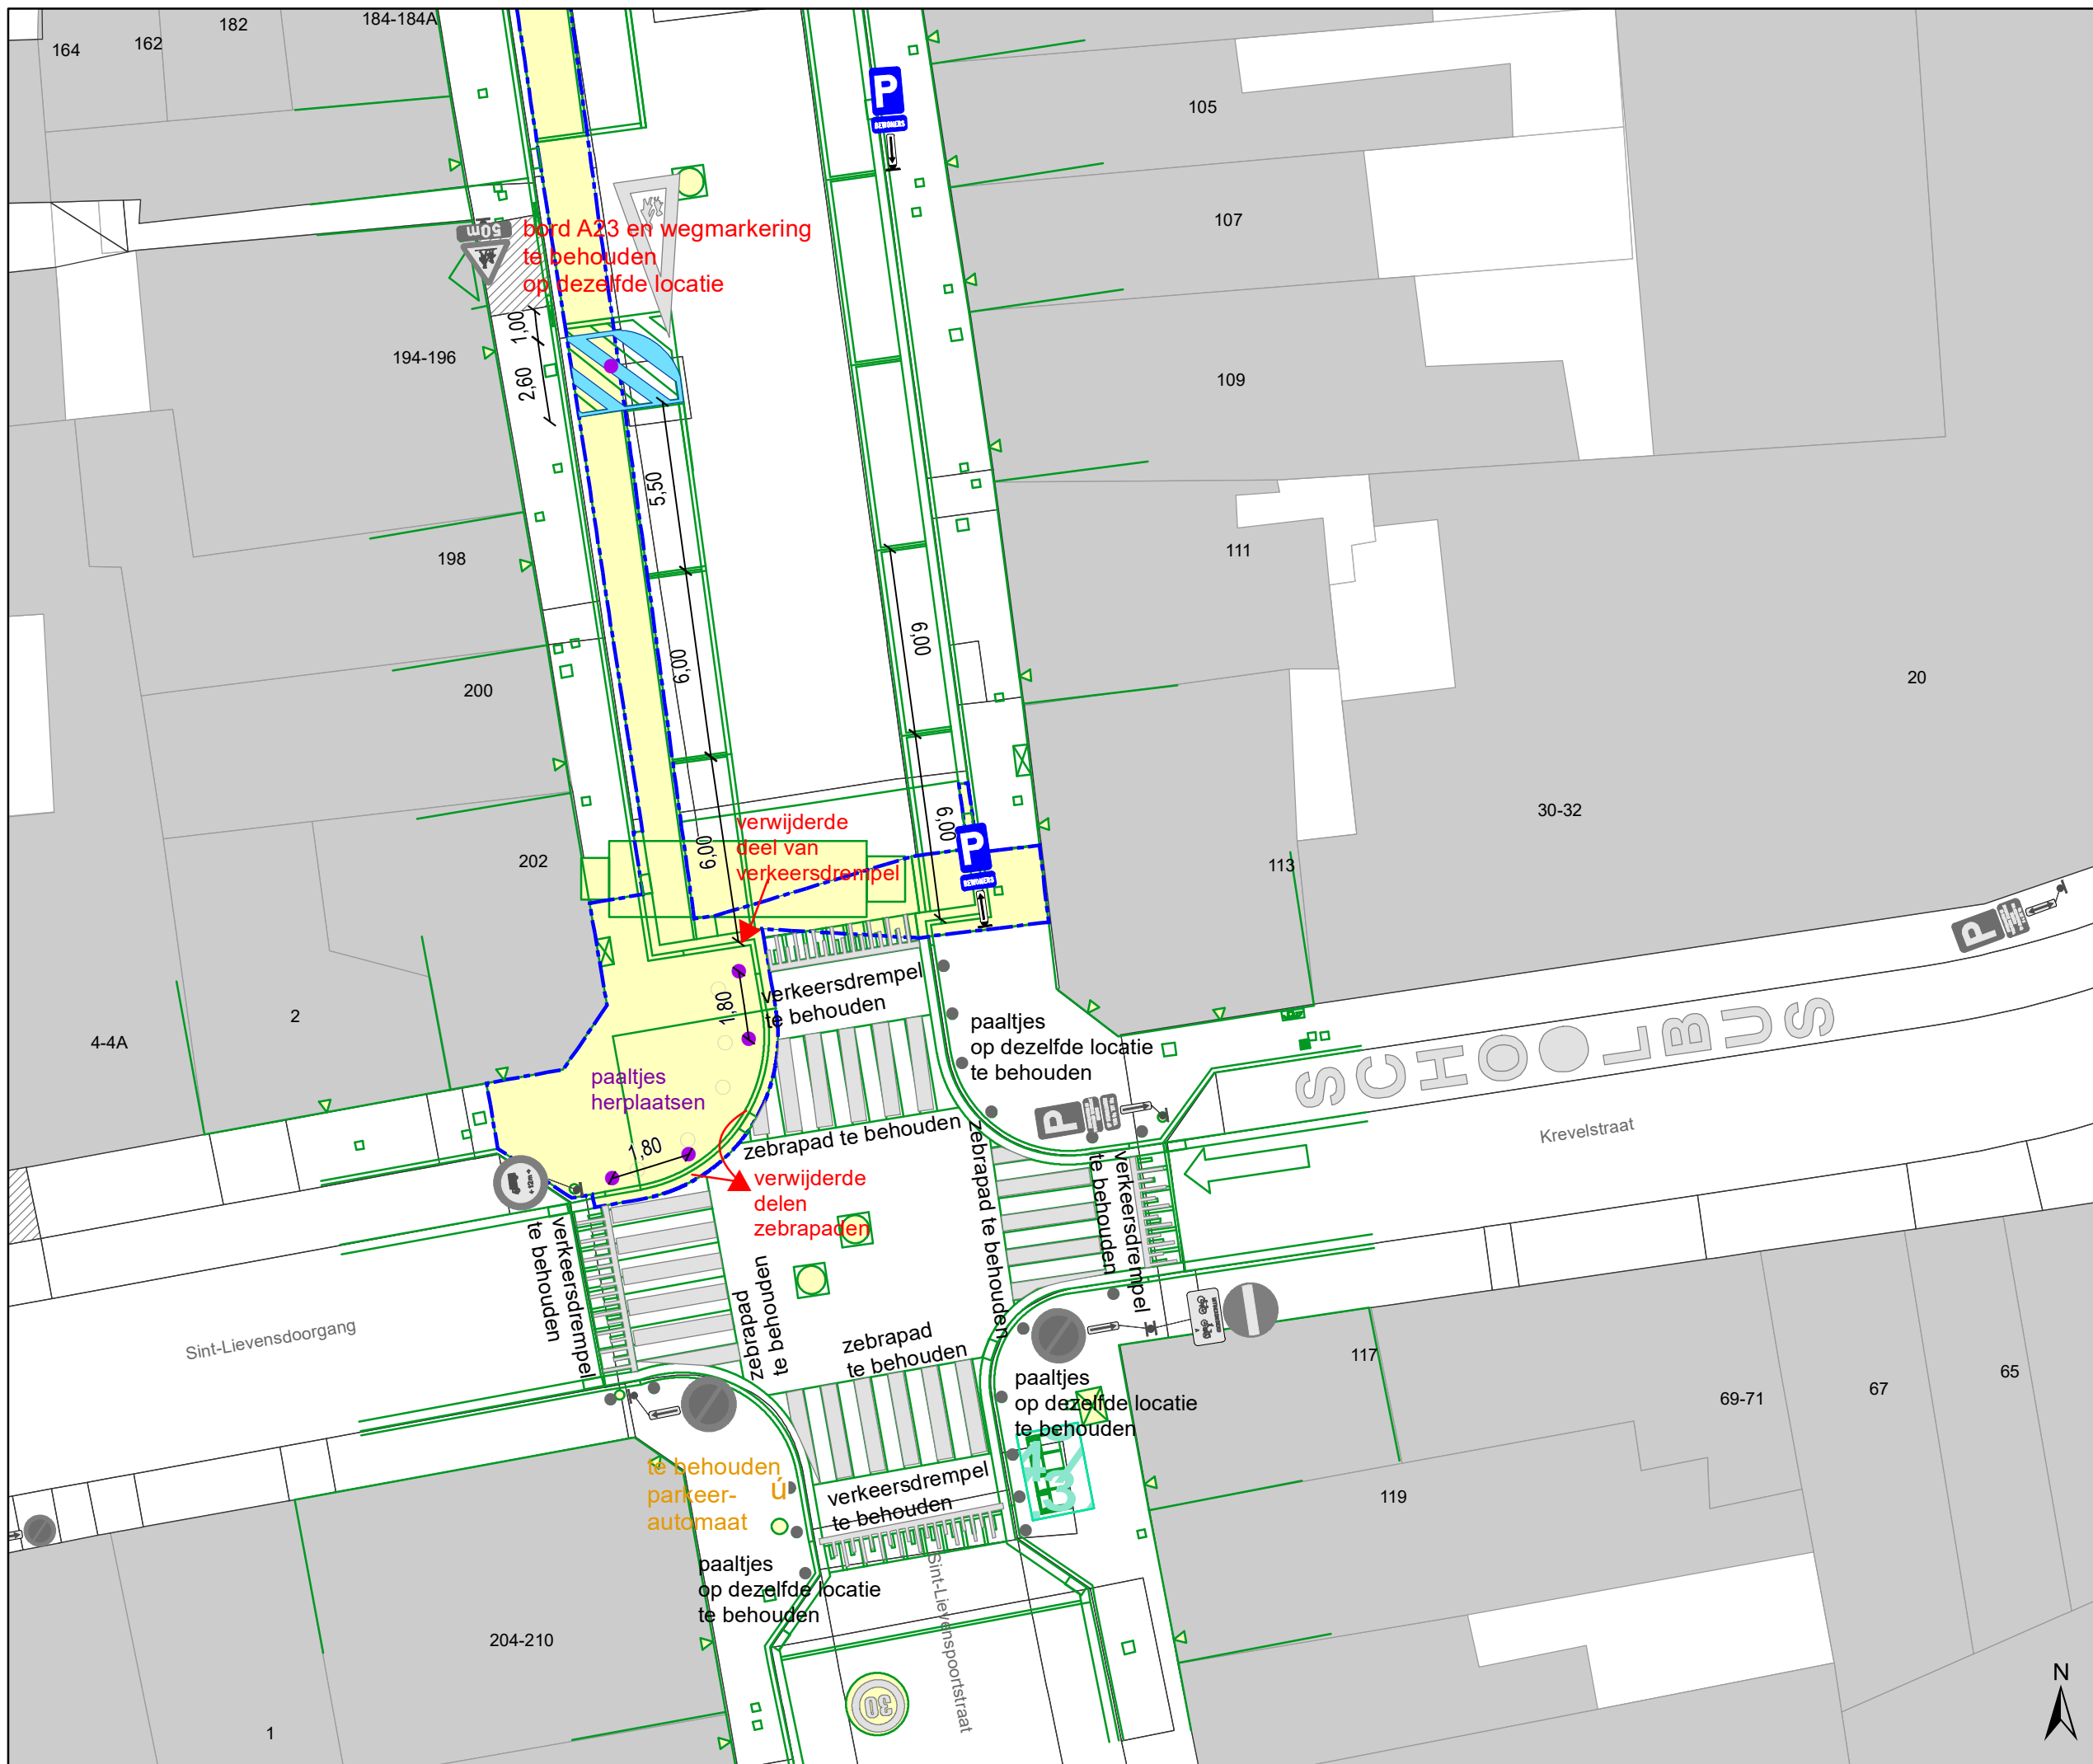 184-184A
182
162
164
P
BEWONERS
105
107
50m
bord A23 en wegmarkering
te behouden
op dezelfde locatie
1,00
2,60
194-196
109
5,50
198
111
6,00
6,00
200
20
30-32
6,00
6,00
verwijderde
deel van
verkeersdrempel
P
BEWONERS
202
113
P
1,80
verkeersdrempel
te behouden
2
4-4A
paaltjes
op dezelfde locatie
te behouden
SCHOOLBUS
paaltjes
herplaatsen
P
Krevelstraat
1,80
zebrapad te behouden
zebrapad te behouden
verkeersdrempel
te behouden
verwijderde
delen
zebrapaden
verkeersdrempel
te behouden
zebrapad
te behouden
Sint-Lievensdoorgang
zebrapad
te behouden
117
paaltjes
op dezelfde locatie
te behouden
69-71
67
65
te behouden
parkeer-
automaat
ú
verkeersdrempel
te behouden
13
119
paaltjes
op dezelfde locatie
te behouden
Sint-Lievenspoortstraat
204-210
30
1
N